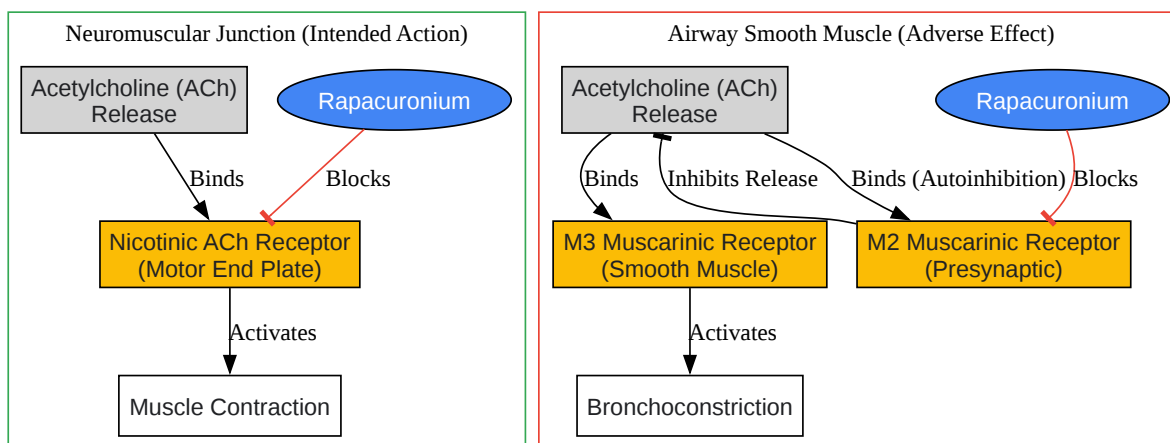 Neuromuscular Junction (Intended Action)
Acetylcholine (ACh)
Release
Rapacuronium
Binds
Blocks
Nicotinic ACh Receptor
(Motor End Plate)
Activates
Muscle Contraction
Airway Smooth Muscle (Adverse Effect)
Acetylcholine (ACh)
Release
Rapacuronium
Binds
Inhibits Release
Binds (Autoinhibition)
Blocks
M3 Muscarinic Receptor
(Smooth Muscle)
M2 Muscarinic Receptor
(Presynaptic)
Activates
Bronchoconstriction